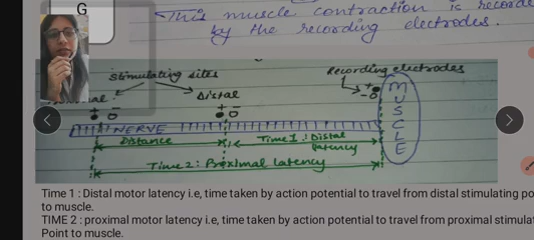 G
This muscle contraction is
by the recording electrodes.
Stimulating sites
Recording electrodes
Distal
+ -
+ -
NERVE
MUSCLE
Distance
Time 1: Distal
latency
Time 2: Proximal latency
Time 1 : Distal motor latency i.e, time taken by action potential to travel from distal stimulating
to muscle.
TIME 2 : proximal motor latency i.e, time taken by action potential to travel from proximal
Point to muscle.